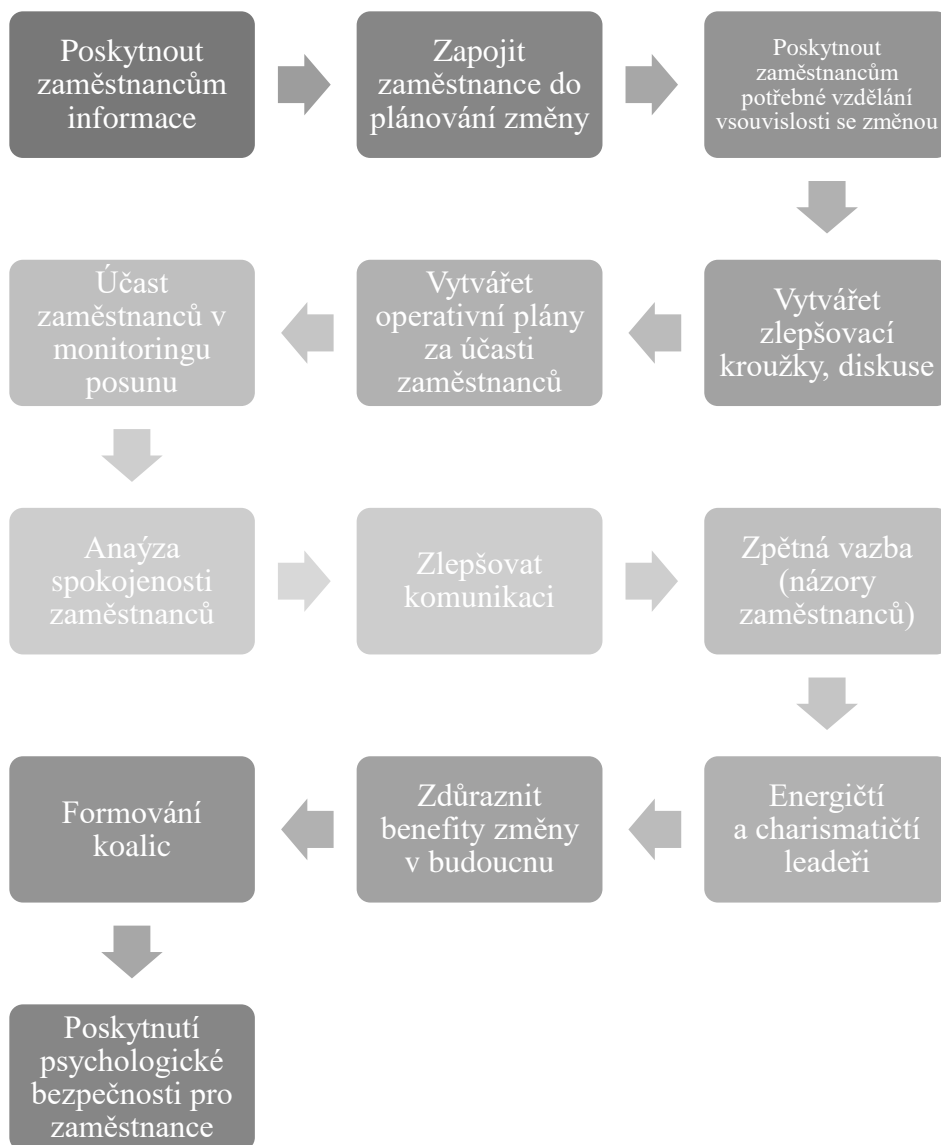 Poskytnout
zaměstnancům
informace
Zapojit
zaměstnance do
plánování změny
Poskytnout
zaměstnancům
potřebné vzdělání
vsouvislosti se změnou
Vytvářet
zlepšovací
kroužky, diskuse
Vytvářet
operativní plány
za účasti
zaměstnanců
Účast
zaměstnanců v
monitoringu
posunu
Anaýza
spokojenosti
zaměstnanců
Zlepšovat
komunikaci
Zpětná vazba
(názory
zaměstnanců)
Energičtí
a charismatičtí
leadeři
Zdůraznit
benefity změny
v budoucnu
Formování
koalic
Poskytnutí
psychologické
bezpečnosti pro
zaměstnance